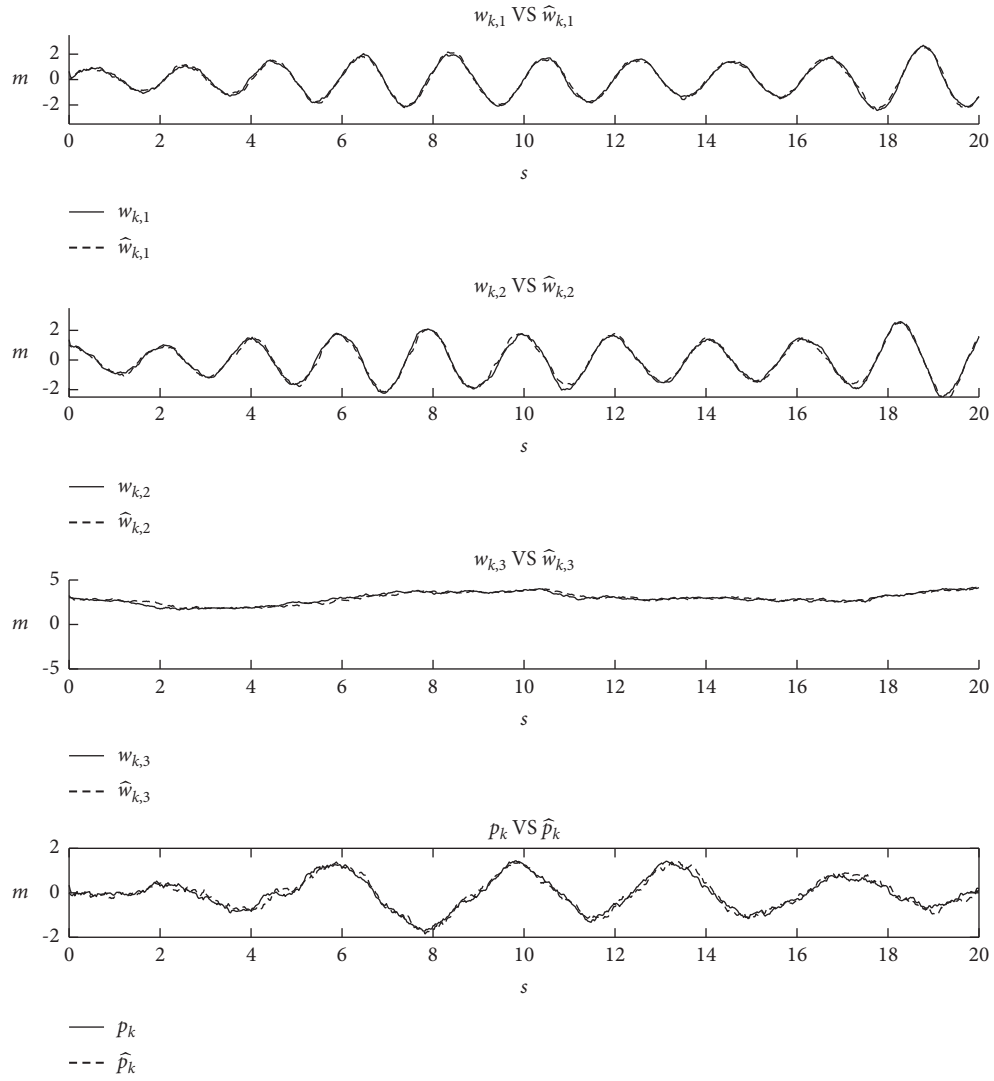 w_{k,1} VS ŵ_{k,1}
2
m 0
-2
0 2 4 6 8 10 12 14 16 18 20
s
w_{k,1}
ŵ_{k,1}
w_{k,2} VS ŵ_{k,2}
2
m 0
-2
0 2 4 6 8 10 12 14 16 18 20
s
w_{k,2}
ŵ_{k,2}
w_{k,3} VS ŵ_{k,3}
5
m 0
-5
0 2 4 6 8 10 12 14 16 18 20
s
w_{k,3}
ŵ_{k,3}
p_k VS p̂_k
2
m 0
-2
0 2 4 6 8 10 12 14 16 18 20
s
p_k
p̂_k